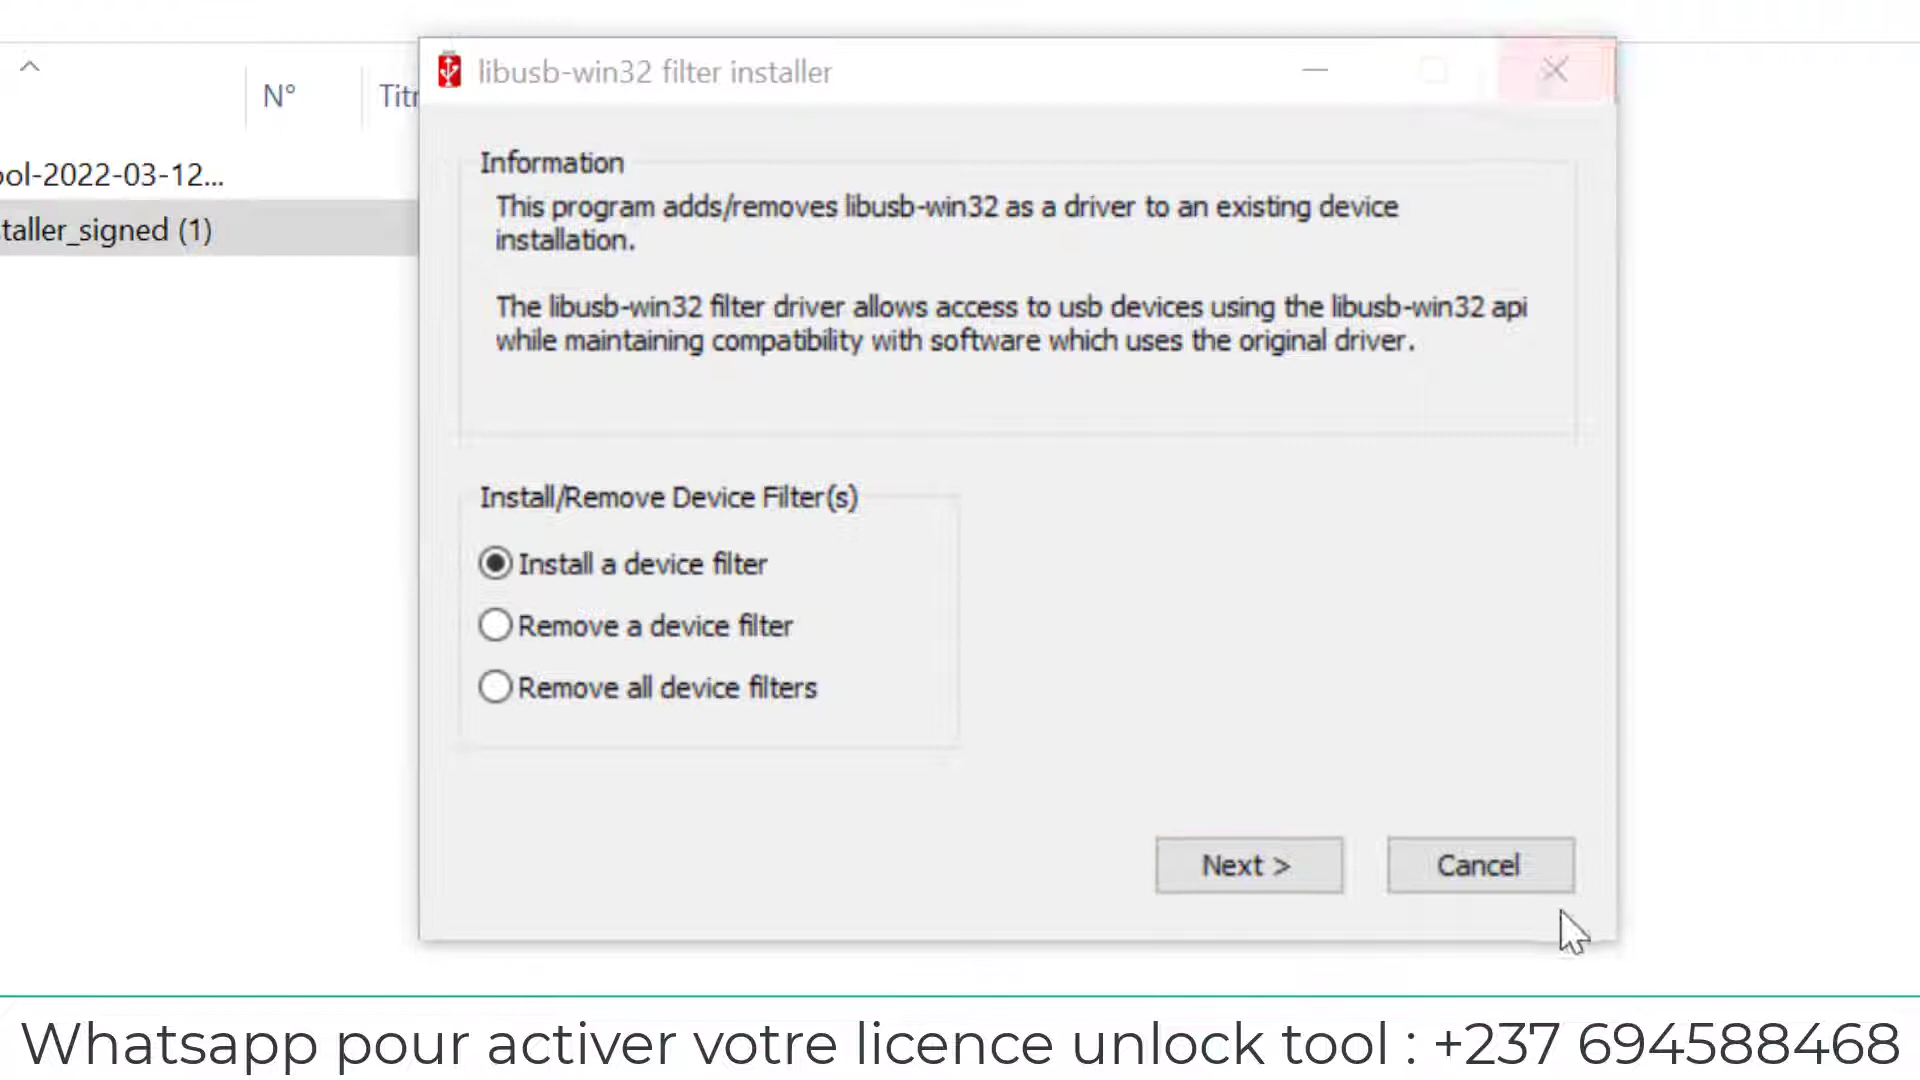 libusb-win32 filter installer
N°
Titr
ool-2022-03-12...
staller_signed (1)
Information
This program adds/removes libusb-win32 as a driver to an existing device
installation.
The libusb-win32 filter driver allows access to usb devices using the libusb-win32 api
while maintaining compatibility with software which uses the original driver.
Install/Remove Device Filter(s)
Install a device filter
Remove a device filter
Remove all device filters
Next >
Cancel
Whatsapp pour activer votre licence unlock tool : +237 694588468